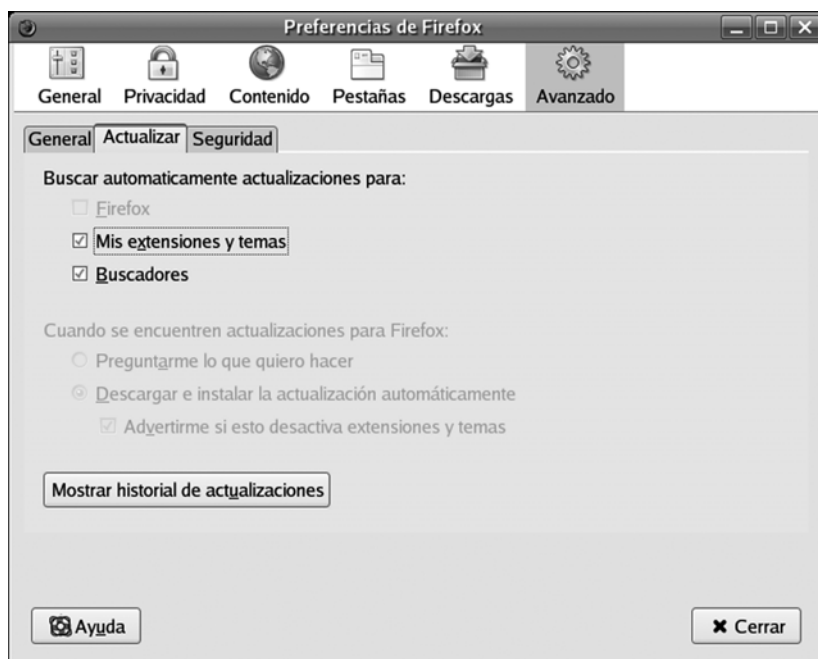 Preferencias de Firefox
General Privacidad Contenido Pestañas Descargas Avanzado
General Actualizar Seguridad
Buscar automaticamente actualizaciones para:
Firefox
Mis extensiones y temas
Buscadores
Cuando se encuentren actualizaciones para Firefox:
Preguntarme lo que quiero hacer
Descargar e instalar la actualización automáticamente
Advertirme si esto desactiva extensiones y temas
Mostrar historial de actualizaciones
Ayuda Cerrar